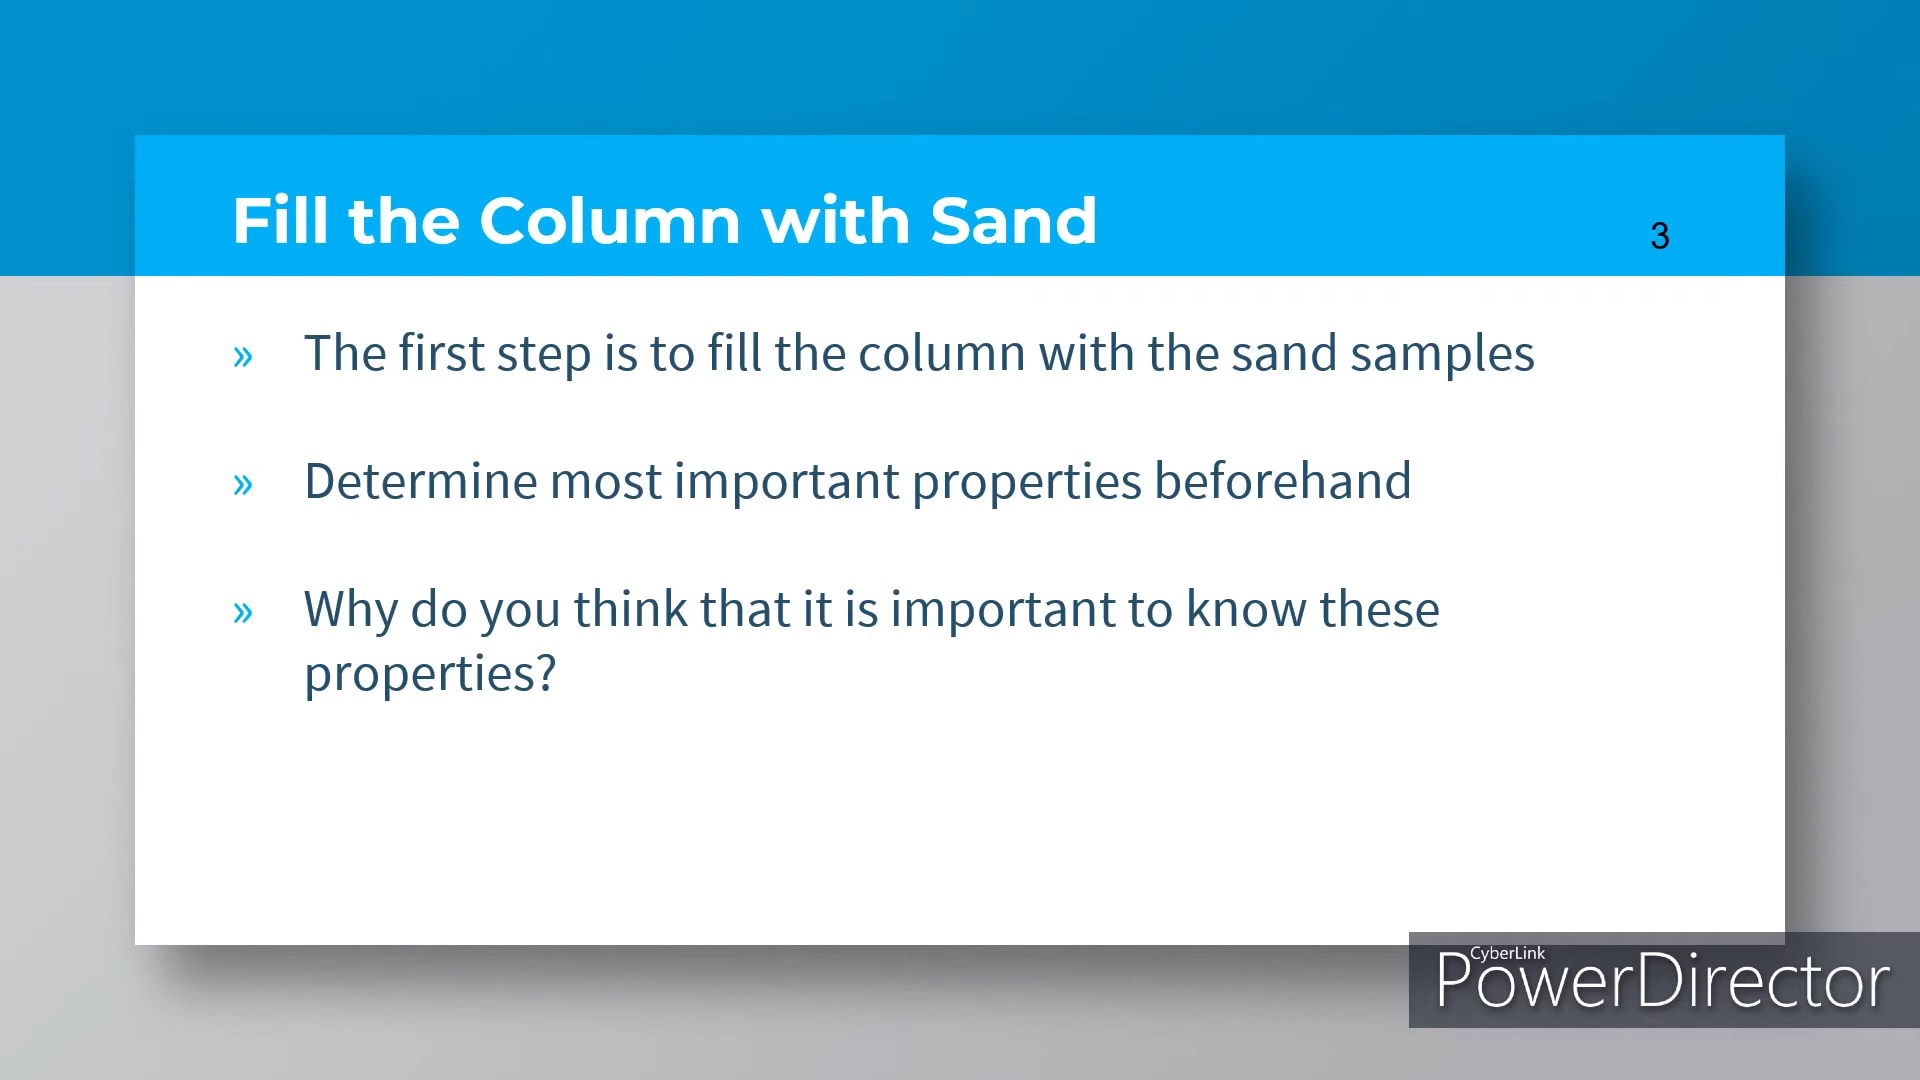 Fill the Column with Sand
3
» The first step is to fill the column with the sand samples
» Determine most important properties beforehand
» Why do you think that it is important to know these
properties?
CyberLink
PowerDirector